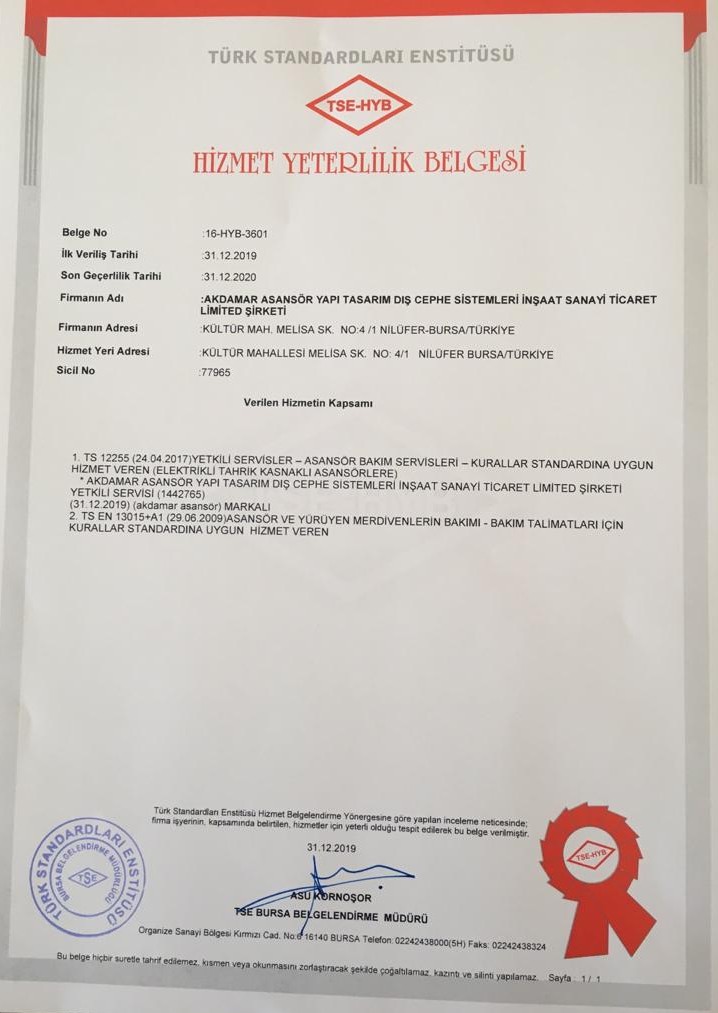 TÜRK STANDARDLARI ENSTİTÜSÜ
TSE-HYB
HİZMET YETERLİLİK BELGESİ
Belge No :16-HYB-3601
İlk Veriliş Tarihi :31.12.2019
Son Geçerlilik Tarihi :31.12.2020
Firmanın Adı :AKDAMAR ASANSÖR YAPI TASARIM DIŞ CEPHE SİSTEMLERİ İNŞAAT SANAYİ TİCARET
LİMİTED ŞİRKETİ
Firmanın Adresi :KÜLTÜR MAH. MELİSA SK. NO:4 /1 NİLÜFER-BURSA/TÜRKİYE
Hizmet Yeri Adresi :KÜLTÜR MAHALLESİ MELİSA SK. NO: 4/1 NİLÜFER BURSA/TÜRKİYE
Sicil No :77965
Verilen Hizmetin Kapsamı
1. TS 12255 (24.04.2017)YETKİLİ SERVİSLER – ASANSÖR BAKIM SERVİSLERİ – KURALLAR STANDARDINA UYGUN
HİZMET VEREN (ELEKTRİKLİ TAHRİK KASNAKLI ASANSÖRLERE)
* AKDAMAR ASANSÖR YAPI TASARIM DIŞ CEPHE SİSTEMLERİ İNŞAAT SANAYİ TİCARET LİMİTED ŞİRKETİ
YETKİLİ SERVİSİ (1442765)
(31.12.2019) (akdamar asansör) MARKALI
2. TS EN 13015+A1 (29.06.2009)ASANSÖR VE YÜRÜYEN MERDİVENLERİN BAKIMI - BAKIM TALİMATLARI İÇİN
KURALLAR STANDARDINA UYGUN HİZMET VEREN
Türk Standardları Enstitüsü Hizmet Belgelendirme Yönergesine göre yapılan inceleme neticesinde;
firma işyerinin, kapsamında belirtilen, hizmetler için yeterli olduğu tespit edilerek bu belge verilmiştir.
31.12.2019
ASU KORNOŞOR
TSE BURSA BELGELENDİRME MÜDÜRÜ
Organize Sanayi Bölgesi Kırmızı Cad. No:6 16140 BURSA Telefon: 02242438000(5H) Faks: 02242438324
Bu belge hiçbir suretle tahrif edilemez, kısmen veya okunmasını zorlaştıracak şekilde çoğaltılamaz, kazıntı ve silinti yapılamaz. Sayfa : 1 / 1
TÜRK STANDARDLARI ENSTİTÜSÜ
BURSA BELGELENDİRME MÜDÜRLÜĞÜ
TSE
TSE-HYB